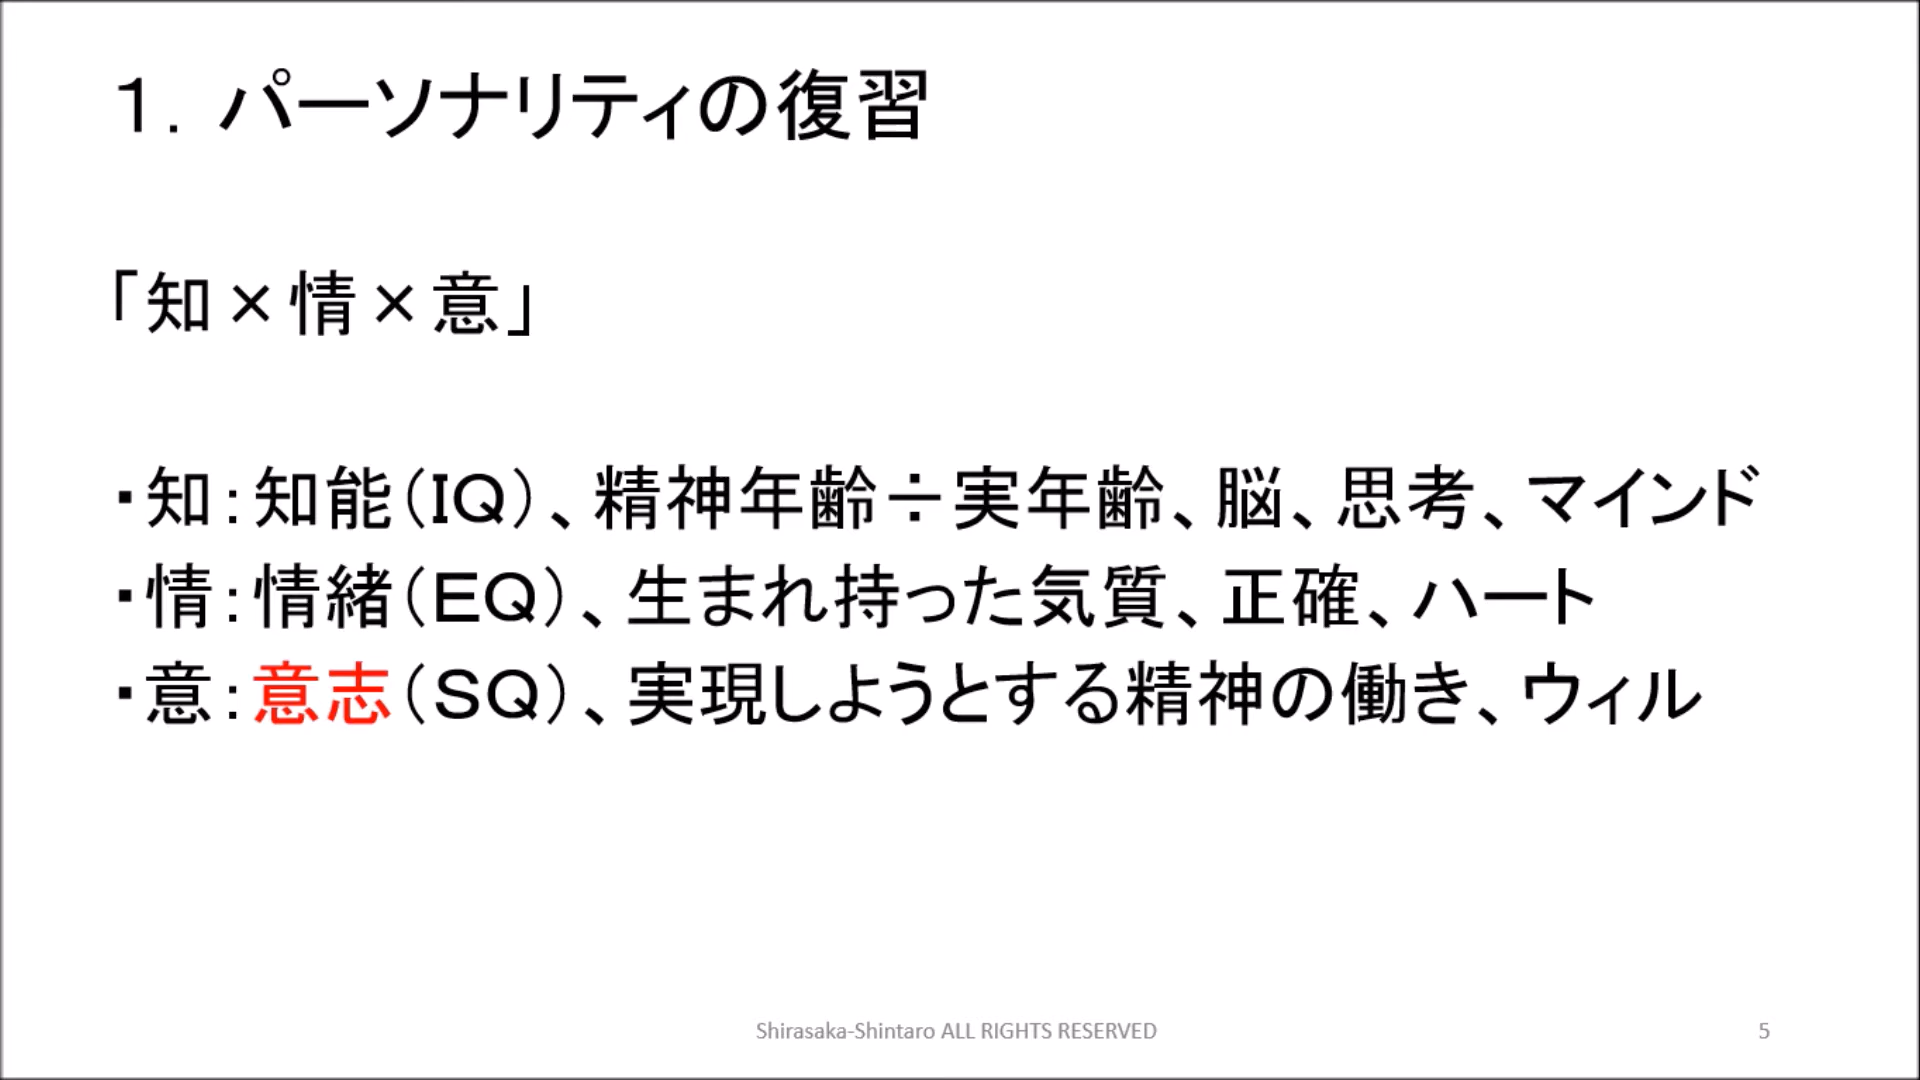 １．パーソナリティの復習
「知×情×意」
・知：知能（ＩＱ）、精神年齢÷実年齢、脳、思考、マインド
・情：情緒（ＥＱ）、生まれ持った気質、正確、ハート
・意：意志（ＳＱ）、実現しようとする精神の働き、ウィル
Shirasaka-Shintaro ALL RIGHTS RESERVED
5